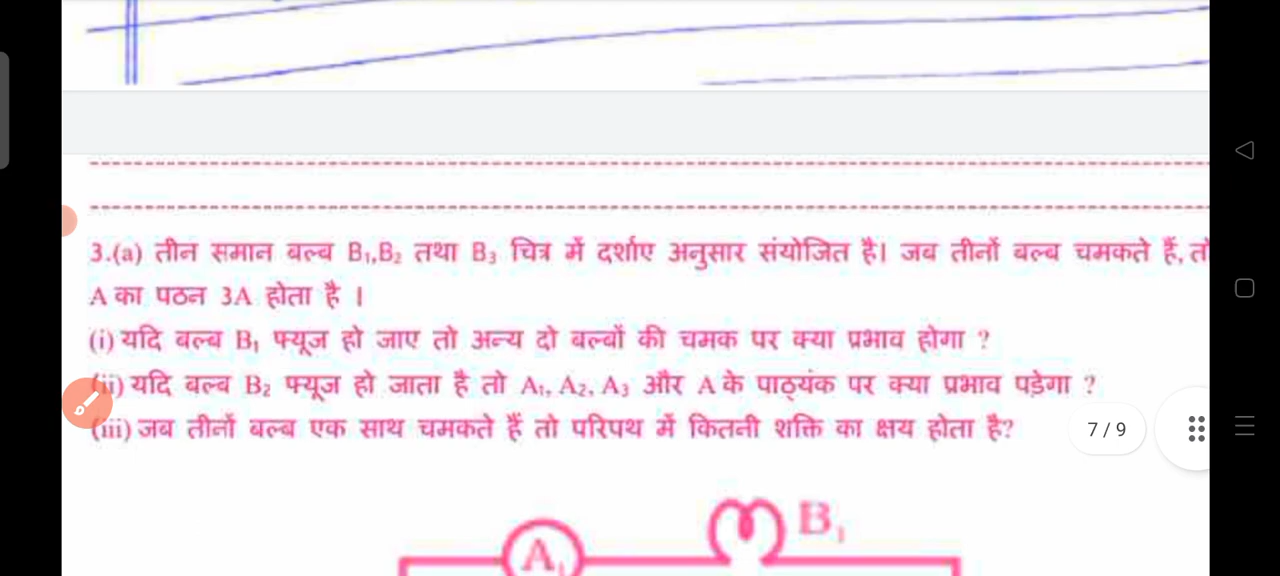 3.(a) तीन समान बल्ब B₁,B₂ तथा B₃ चित्र में दर्शाए अनुसार संयोजित है। जब तीनों बल्ब चमकते हैं, तो
A का पठन 3A होता है ।
(i) यदि बल्ब B₁ फ्यूज हो जाए तो अन्य दो बल्बों की चमक पर क्या प्रभाव होगा ?
(ii) यदि बल्ब B₂ फ्यूज हो जाता है तो A₁, A₂, A₃ और A के पाठ्यंक पर क्या प्रभाव पड़ेगा ?
(iii) जब तीनों बल्ब एक साथ चमकते हैं तो परिपथ में कितनी शक्ति का क्षय होता है?
7 / 9
A₁ B₁